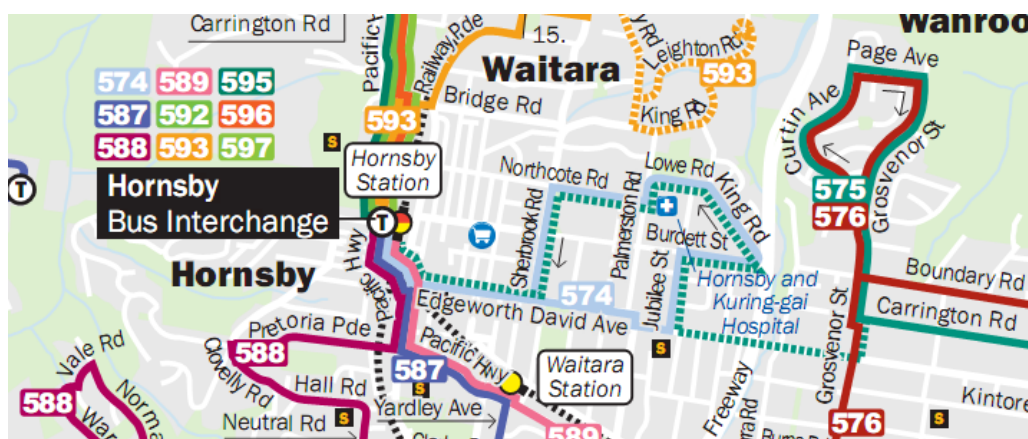 Carrington Rd
Pacific
Railway Pde
15.
Waitara
Bridge Rd
y Rd
Leighton Rd
593
King Rd
Wahroo
Page Ave
Curtin Ave
Grosvenor St
575
576
574 589 595
587 592 596
588 593 597
593
Hornsby
Station
Hornsby
Bus Interchange
T
T
S
Northcote Rd
Lowe Rd
King Rd
Sherbrook Rd
Palmerston Rd
Burdett St
Jubilee St
Hornsby and
Kuring-gai
Hospital
574
Edgeworth David Ave
Hornsby
Pacific Hwy
Boundary Rd
Carrington Rd
Grosvenor St
Pretoria Pde
588
Pacific Hwy
587
S
Waitara
Station
S
Vale Rd
588
Norma
Clovelly Rd
Hall Rd
Neutral Rd
S
Yardley Ave
589
Freeway
Kintore
S
576